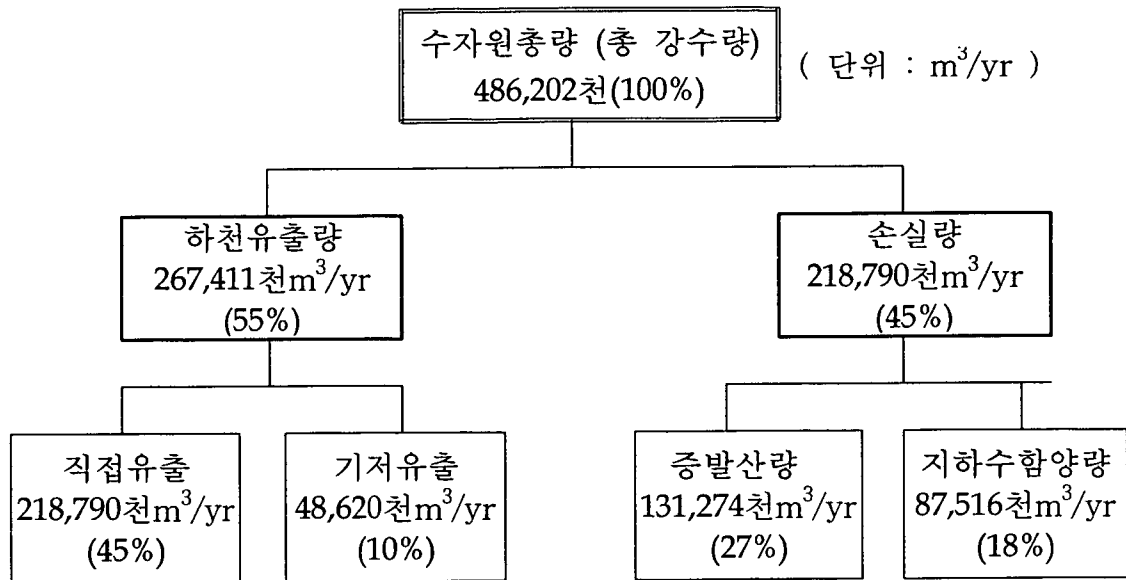 수자원총량 (총 강수량)
486,202천(100%)
( 단위 : m³/yr )
하천유출량
267,411천m³/yr
(55%)
손실량
218,790천m³/yr
(45%)
직접유출
218,790천m³/yr
(45%)
기저유출
48,620천m³/yr
(10%)
증발산량
131,274천m³/yr
(27%)
지하수함양량
87,516천m³/yr
(18%)